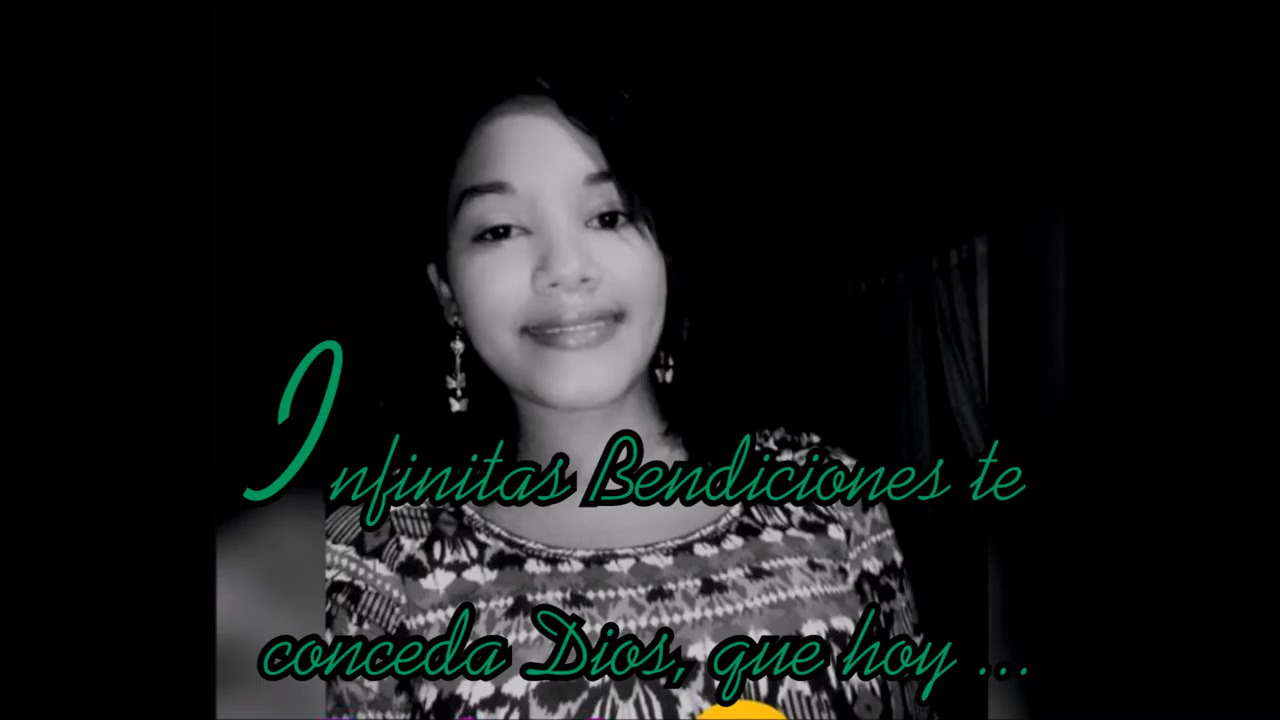 Infinitas Bendiciones te
conceda Dios, que hoy ...